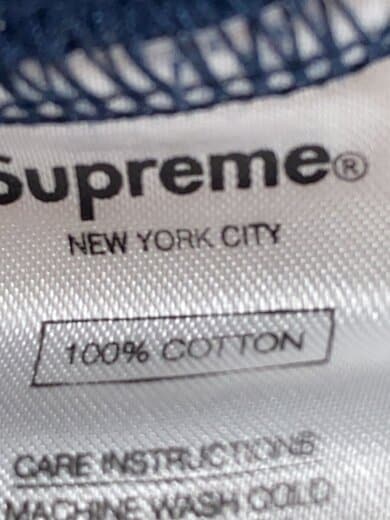 Supreme®
NEW YORK CITY
100% COTTON
CARE INSTRUCTIONS
MACHINE WASH COLD